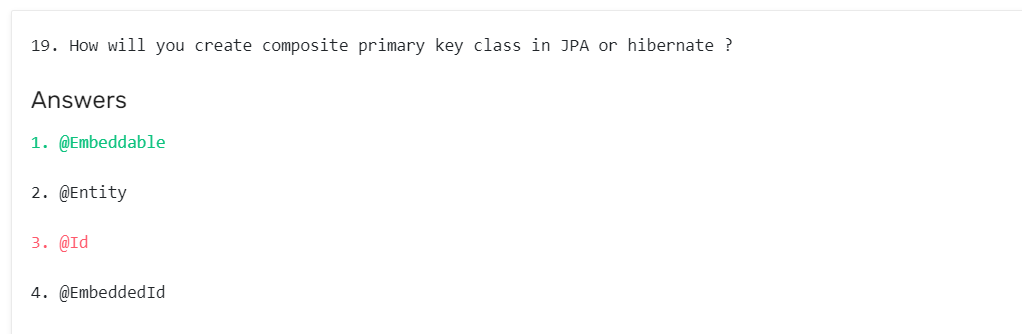 19. How will you create composite primary key class in JPA or hibernate ?
Answers
1. @Embeddable
2. @Entity
3. @Id
4. @EmbeddedId